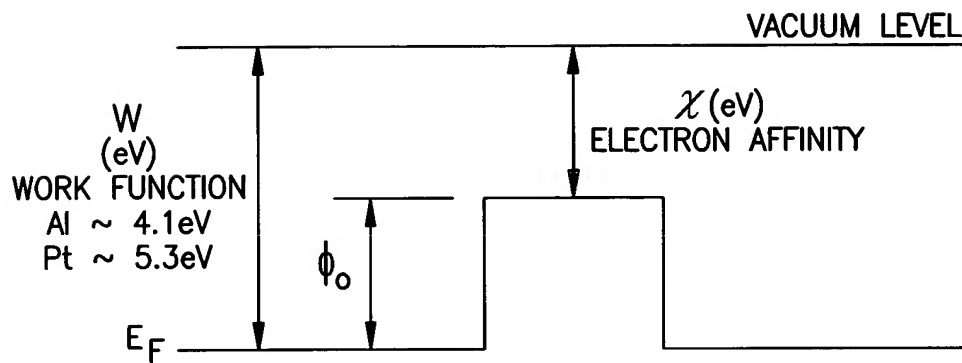 VACUUM LEVEL
W
(eV)
WORK FUNCTION
Al ~ 4.1eV
Pt ~ 5.3eV
χ(eV)
ELECTRON AFFINITY
ϕo
EF